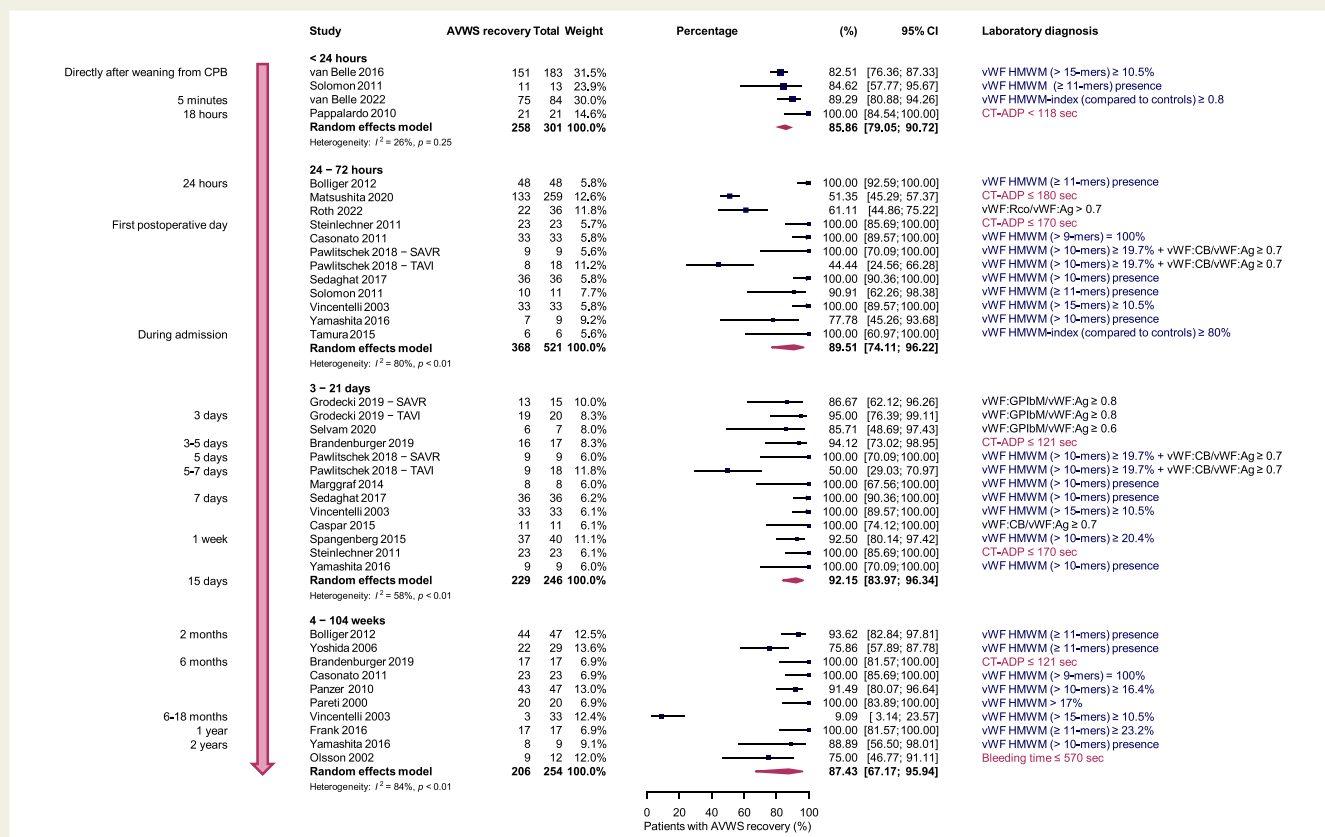 Study AVWS recovery Total Weight Percentage (%) 95% CI Laboratory diagnosis
< 24 hours
Directly after weaning from CPB van Belle 2016 151 183 31.5% 82.51 [76.36; 87.33] vWF HMWM (> 15-mers) ≥ 10.5%
Solomon 2011 11 13 23.9% 84.62 [57.77; 95.67] vWF HMWM (≥ 11-mers) presence
5 minutes van Belle 2022 75 84 30.0% 89.29 [80.88; 94.26] vWF HMWM-index (compared to controls) ≥ 0.8
18 hours Pappalardo 2010 21 21 14.6% 100.00 [84.54; 100.00] CT-ADP < 118 sec
Random effects model 258 301 100.0% 85.86 [79.05; 90.72]
Heterogeneity: I² = 26%, p = 0.25
24 − 72 hours
24 hours Bolliger 2012 48 48 5.8% 100.00 [92.59; 100.00] vWF HMWM (≥ 11-mers) presence
Matsushita 2020 133 259 12.6% 51.35 [45.29; 57.37] CT-ADP ≤ 180 sec
Roth 2022 22 36 11.8% 61.11 [44.86; 75.22] vWF:Rco/vWF:Ag > 0.7
First postoperative day Steinlechner 2011 23 23 5.7% 100.00 [85.69; 100.00] CT-ADP ≤ 170 sec
Casonato 2011 33 33 5.8% 100.00 [89.57; 100.00] vWF HMWM (> 9-mers) = 100%
Pawlitschek 2018 − SAVR 9 9 5.6% 100.00 [70.09; 100.00] vWF HMWM (> 10-mers) ≥ 19.7% + vWF:CB/vWF:Ag ≥ 0.7
Pawlitschek 2018 − TAVI 8 18 11.2% 44.44 [24.56; 66.28] vWF HMWM (> 10-mers) ≥ 19.7% + vWF:CB/vWF:Ag ≥ 0.7
Sedaghat 2017 36 36 5.8% 100.00 [90.36; 100.00] vWF HMWM (> 10-mers) presence
Solomon 2011 10 11 7.7% 90.91 [62.26; 98.38] vWF HMWM (≥ 11-mers) presence
Vincentelli 2003 33 33 5.8% 100.00 [89.57; 100.00] vWF HMWM (> 15-mers) ≥ 10.5%
Yamashita 2016 7 9 9.2% 77.78 [45.26; 93.68] vWF HMWM (> 10-mers) presence
During admission Tamura 2015 6 6 5.6% 100.00 [60.97; 100.00] vWF HMWM-index (compared to controls) ≥ 80%
Random effects model 368 521 100.0% 89.51 [74.11; 96.22]
Heterogeneity: I² = 80%, p < 0.01
3 − 21 days
Grodecki 2019 − SAVR 13 15 10.0% 86.67 [62.12; 96.26] vWF:GPIbM/vWF:Ag ≥ 0.8
3 days Grodecki 2019 − TAVI 19 20 8.3% 95.00 [76.39; 99.11] vWF:GPIbM/vWF:Ag ≥ 0.8
Selvam 2020 6 7 8.0% 85.71 [48.69; 97.43] vWF:GPIbM/vWF:Ag ≥ 0.6
3-5 days Brandenburger 2019 16 17 8.3% 94.12 [73.02; 98.95] CT-ADP ≤ 121 sec
5 days Pawlitschek 2018 − SAVR 9 9 6.0% 100.00 [70.09; 100.00] vWF HMWM (> 10-mers) ≥ 19.7% + vWF:CB/vWF:Ag ≥ 0.7
5-7 days Pawlitschek 2018 − TAVI 9 18 11.8% 50.00 [29.03; 70.97] vWF HMWM (> 10-mers) ≥ 19.7% + vWF:CB/vWF:Ag ≥ 0.7
Marggraf 2014 8 8 6.0% 100.00 [67.56; 100.00] vWF HMWM (> 10-mers) presence
7 days Sedaghat 2017 36 36 6.2% 100.00 [90.36; 100.00] vWF HMWM (> 10-mers) presence
Vincentelli 2003 33 33 6.1% 100.00 [89.57; 100.00] vWF HMWM (> 15-mers) ≥ 10.5%
Caspar 2015 11 11 6.1% 100.00 [74.12; 100.00] vWF:CB/vWF:Ag ≥ 0.7
1 week Spangenberg 2015 37 40 11.1% 92.50 [80.14; 97.42] vWF HMWM (> 10-mers) ≥ 20.4%
Steinlechner 2011 23 23 6.1% 100.00 [85.69; 100.00] CT-ADP ≤ 170 sec
Yamashita 2016 9 9 6.0% 100.00 [70.09; 100.00] vWF HMWM (> 10-mers) presence
15 days Random effects model 229 246 100.0% 92.15 [83.97; 96.34]
Heterogeneity: I² = 58%, p < 0.01
4 − 104 weeks
2 months Bolliger 2012 44 47 12.5% 93.62 [82.84; 97.81] vWF HMWM (≥ 11-mers) presence
Yoshida 2006 22 29 13.6% 75.86 [57.89; 87.78] vWF HMWM (≥ 11-mers) presence
6 months Brandenburger 2019 17 17 6.9% 100.00 [81.57; 100.00] CT-ADP ≤ 121 sec
Casonato 2011 23 23 6.9% 100.00 [85.69; 100.00] vWF HMWM (> 9-mers) = 100%
Panzer 2010 43 47 13.0% 91.49 [80.07; 96.64] vWF HMWM (> 10-mers) ≥ 16.4%
Pareti 2000 20 20 6.9% 100.00 [83.89; 100.00] vWF HMWM > 17%
6-18 months Vincentelli 2003 3 33 12.4% 9.09 [ 3.14; 23.57] vWF HMWM (> 15-mers) ≥ 10.5%
1 year Frank 2016 17 17 6.9% 100.00 [81.57; 100.00] vWF HMWM (≥ 11-mers) ≥ 23.2%
2 years Yamashita 2016 8 9 9.1% 88.89 [56.50; 98.01] vWF HMWM (> 10-mers) presence
Olsson 2002 9 12 12.0% 75.00 [46.77; 91.11] Bleeding time ≤ 570 sec
Random effects model 206 254 100.0% 87.43 [67.17; 95.94]
Heterogeneity: I² = 84%, p < 0.01
0 20 40 60 80 100
Patients with AVWS recovery (%)